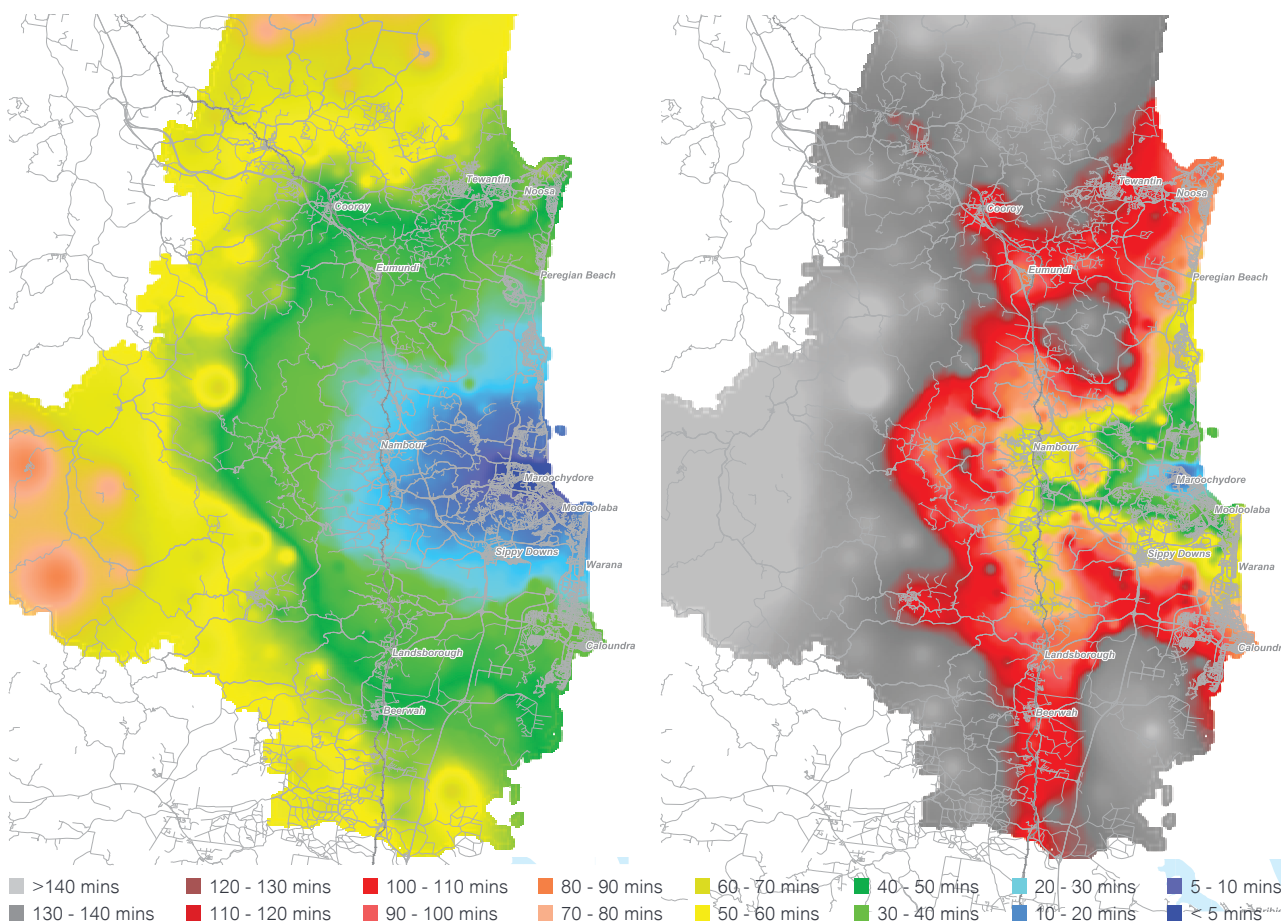 Tewantin
Noosa
Cooroy
Eumundi
Peregian Beach
Nambour
Maroochydore
Mooloolaba
Sippy Downs
Warana
Caloundra
Landsborough
Beerwah
Tewantin
Noosa
Cooroy
Eumundi
Peregian Beach
Nambour
Maroochydore
Mooloolaba
Sippy Downs
Warana
Caloundra
Landsborough
Beerwah
>140 mins 120 - 130 mins 100 - 110 mins 80 - 90 mins 60 - 70 mins 40 - 50 mins 20 - 30 mins 5 - 10 mins
130 - 140 mins 110 - 120 mins 90 - 100 mins 70 - 80 mins 50 - 60 mins 30 - 40 mins 10 - 20 mins < 5 mins